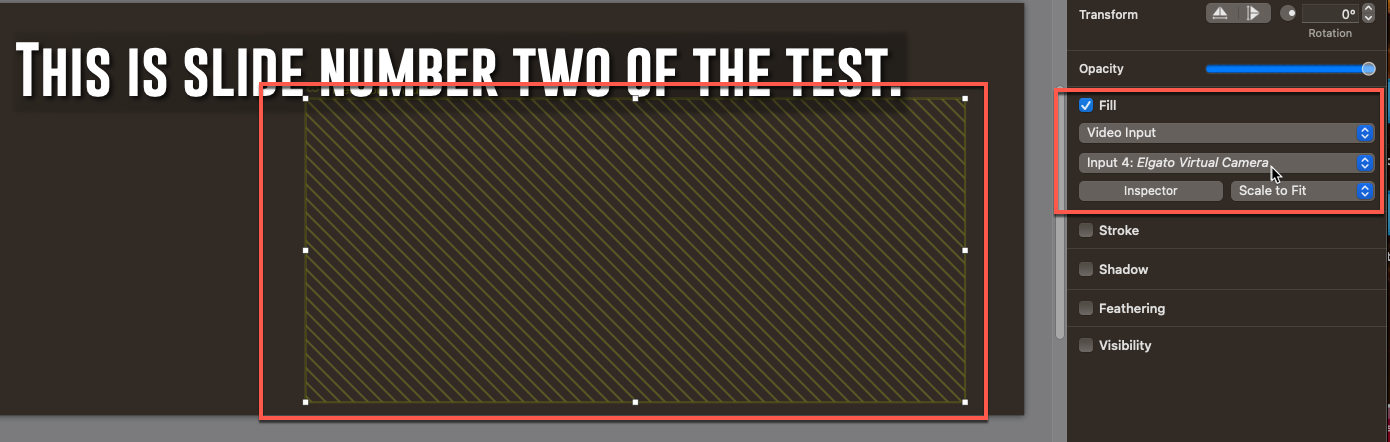 This is slide number two of the test.
Transform
0°
Rotation
Opacity
Fill
Video Input
Input 4: Elgato Virtual Camera
Inspector
Scale to Fit
Stroke
Shadow
Feathering
Visibility